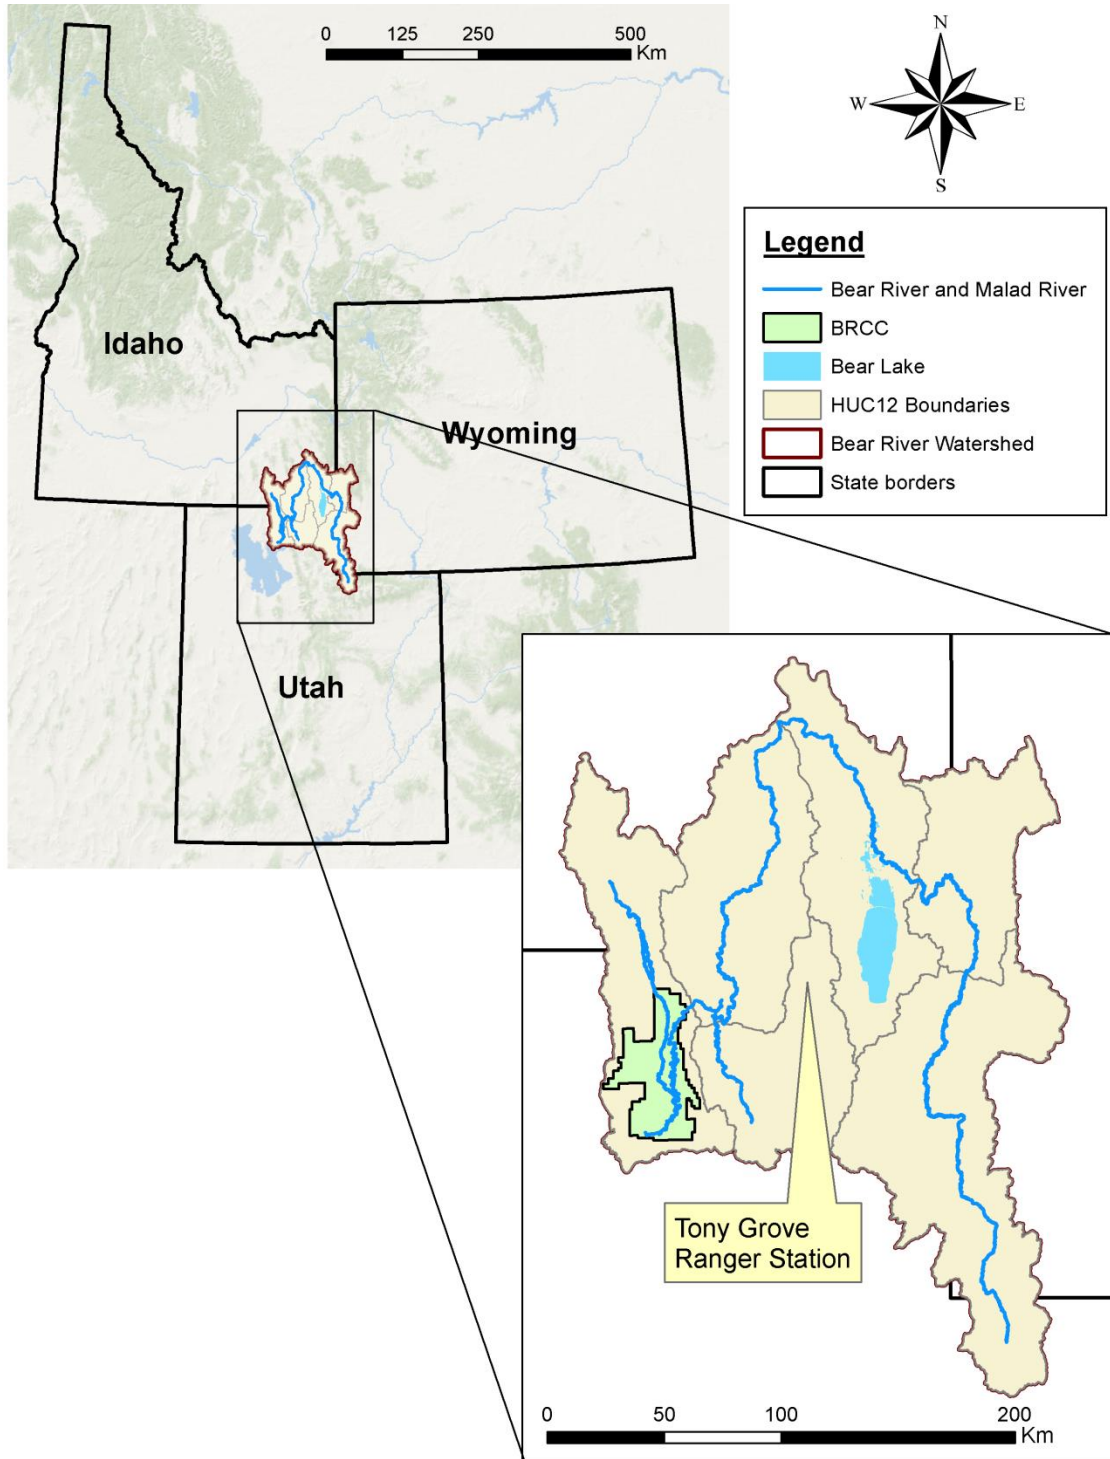 0 125 250 500
Km
N
W E
S
Idaho
Wyoming
Utah
Legend
Bear River and Malad River
BRCC
Bear Lake
HUC12 Boundaries
Bear River Watershed
State borders
Tony Grove
Ranger Station
0 50 100 200
Km